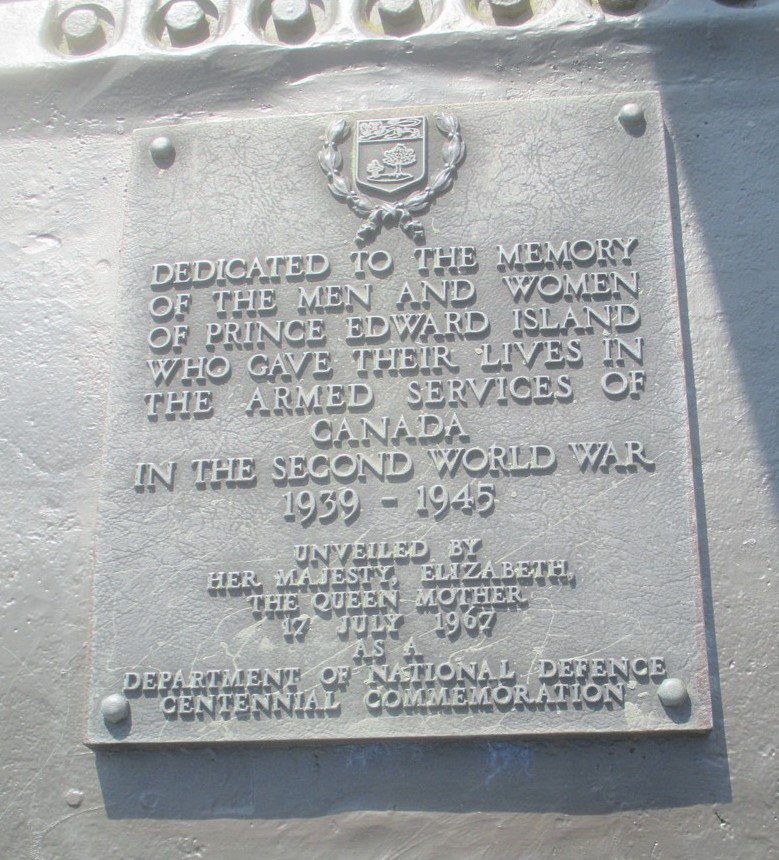 DEDICATED TO THE MEMORY
OF THE MEN AND WOMEN
OF PRINCE EDWARD ISLAND
WHO GAVE THEIR LIVES IN
THE ARMED SERVICES OF
CANADA
IN THE SECOND WORLD WAR
1939 - 1945
UNVEILED BY
HER MAJESTY, ELIZABETH,
THE QUEEN MOTHER
17 JULY 1967
AS A
DEPARTMENT OF NATIONAL DEFENCE
CENTENNIAL COMMEMORATION